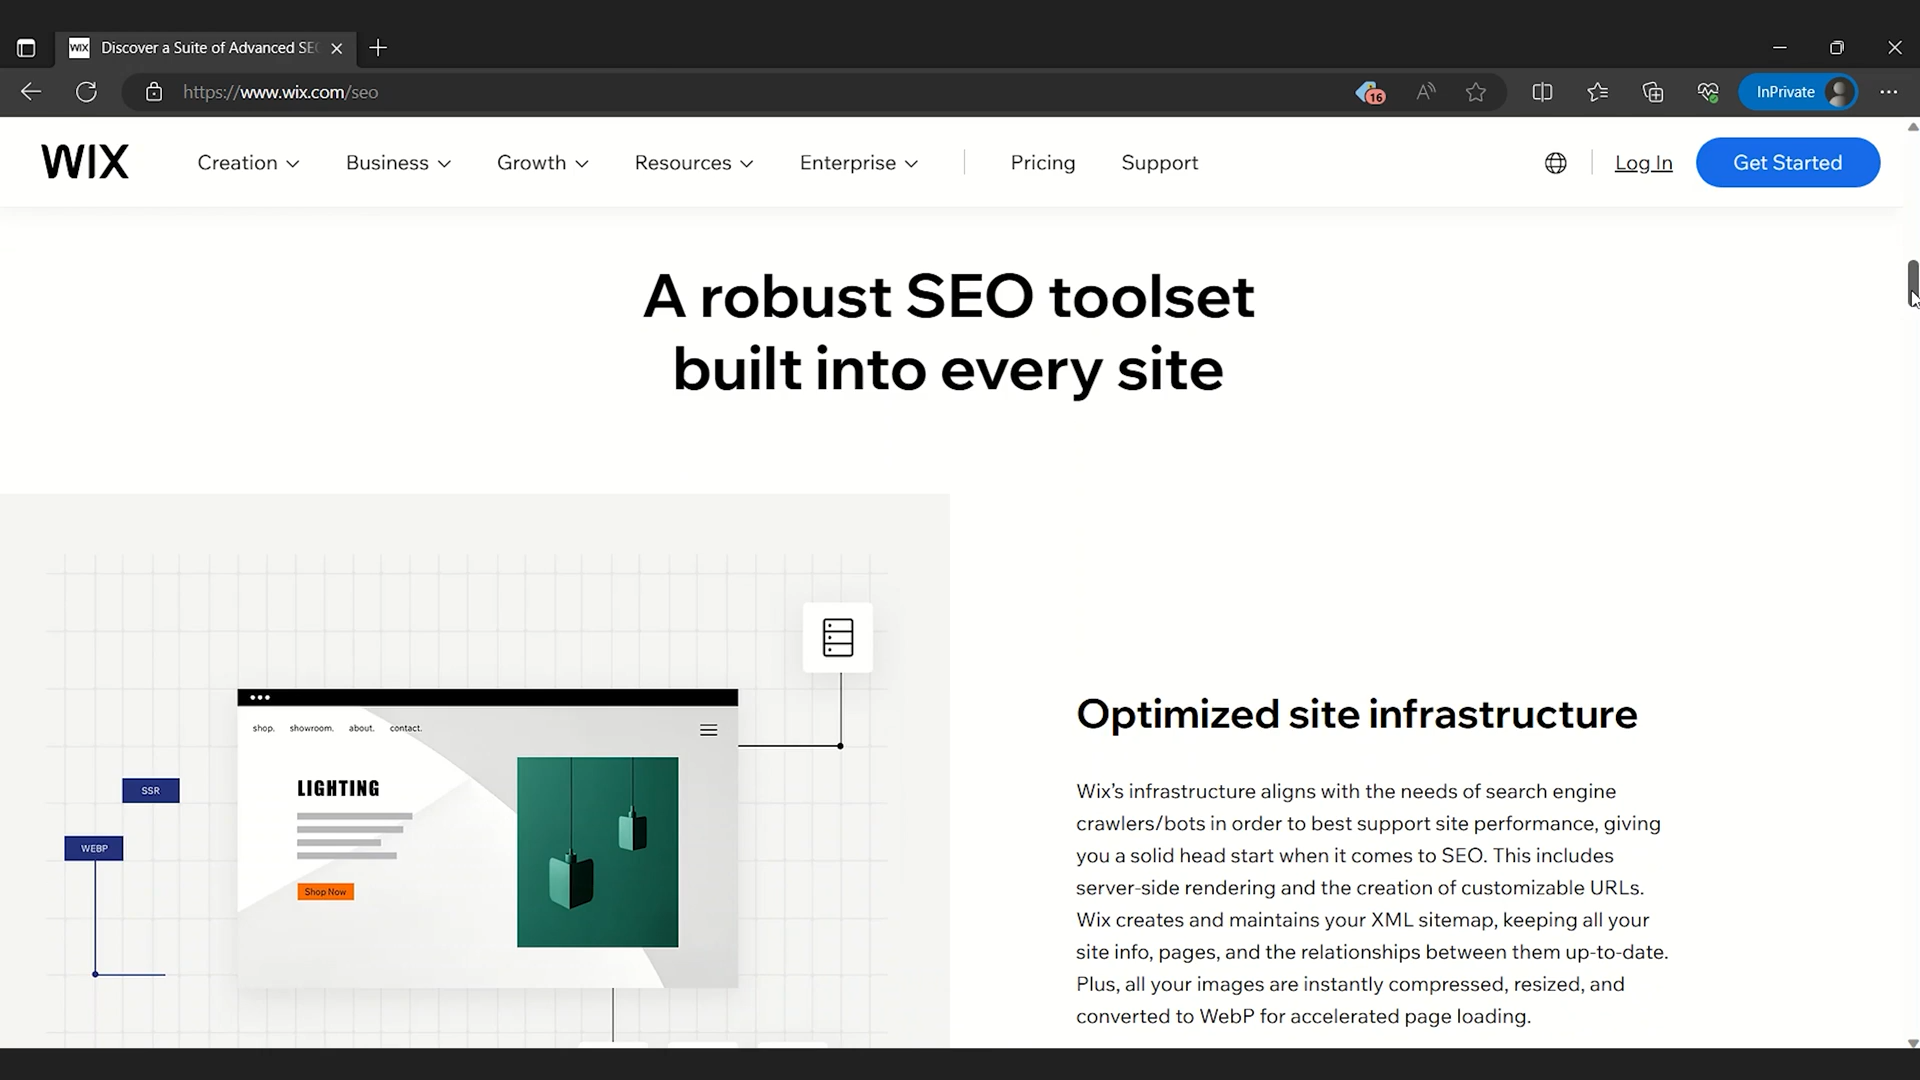 WIX Discover a Suite of Advanced SEO
https://www.wix.com/seo
16
A
InPrivate
WIX
Creation
Business
Growth
Resources
Enterprise
Pricing
Support
Log In
Get Started
A robust SEO toolset
built into every site
shop. showroom. about. contact.
LIGHTING
Shop Now
SSR
WEBP
Optimized site infrastructure
Wix’s infrastructure aligns with the needs of search engine
crawlers/bots in order to best support site performance, giving
you a solid head start when it comes to SEO. This includes
server-side rendering and the creation of customizable URLs.
Wix creates and maintains your XML sitemap, keeping all your
site info, pages, and the relationships between them up-to-date.
Plus, all your images are instantly compressed, resized, and
converted to WebP for accelerated page loading.